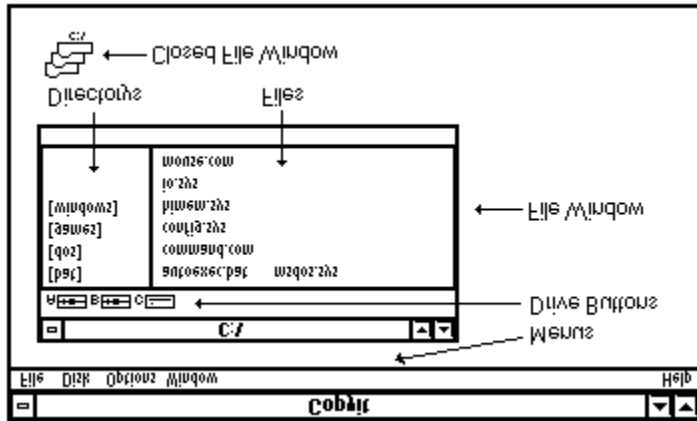 Copyit
File Disk Options Window Help
Menus
C:\
Drive Buttons
A B C
[bat] autoexec.bat msdos.sys
[dos] command.com
[games] config.sys
[windows] himem.sys
File Window
io.sys
mouse.com
Directorys Files
Closed File Window
C:\